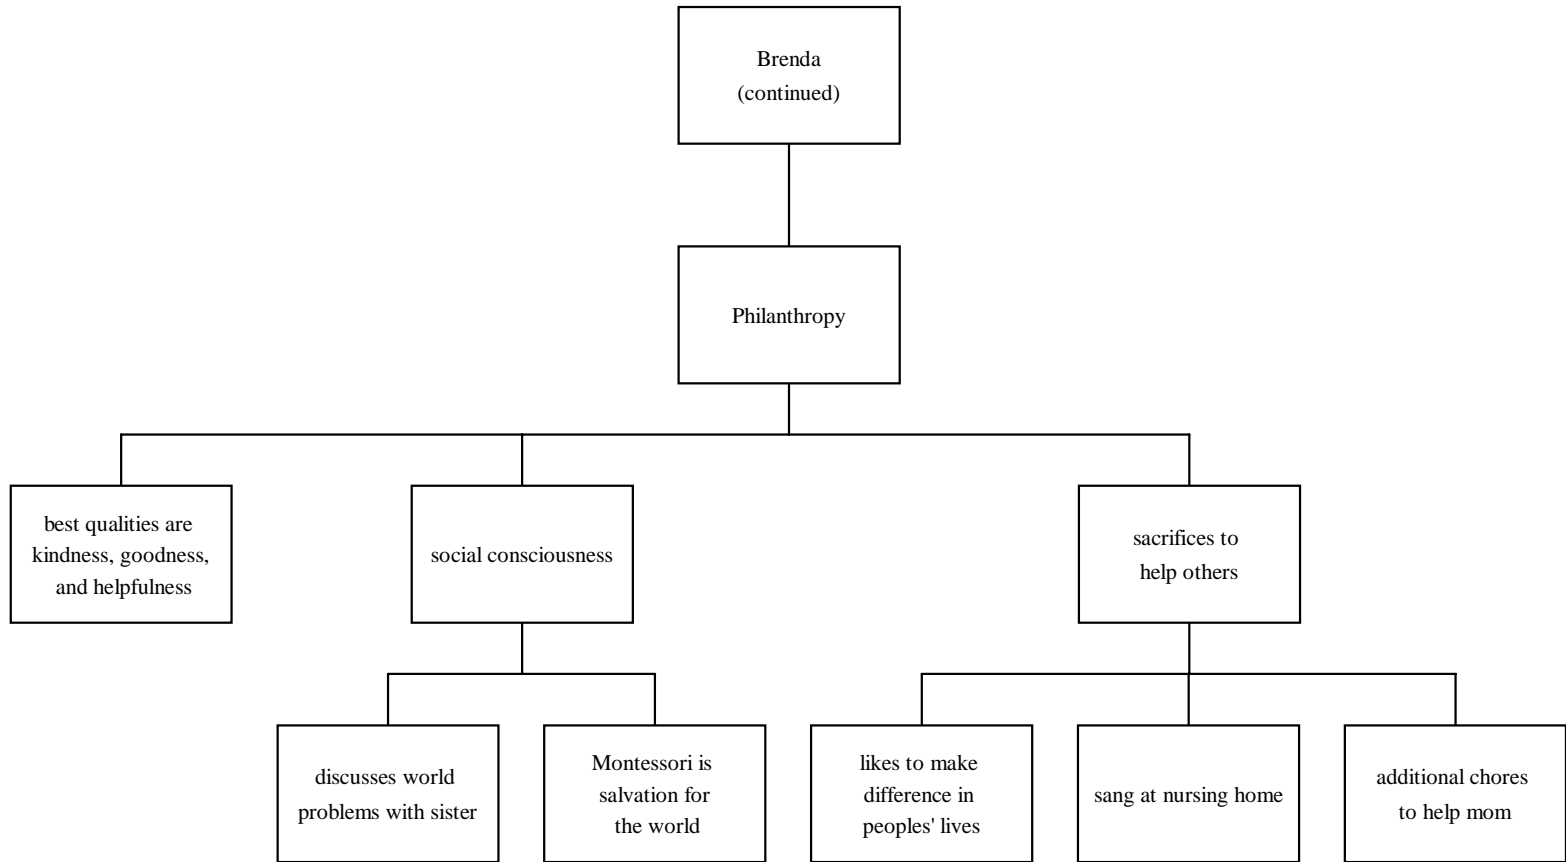 Brenda
(continued)
Philanthropy
best qualities are
kindness, goodness,
and helpfulness
social consciousness
sacrifices to
help others
discusses world
problems with sister
Montessori is
salvation for
the world
likes to make
difference in
peoples' lives
sang at nursing home
additional chores
to help mom